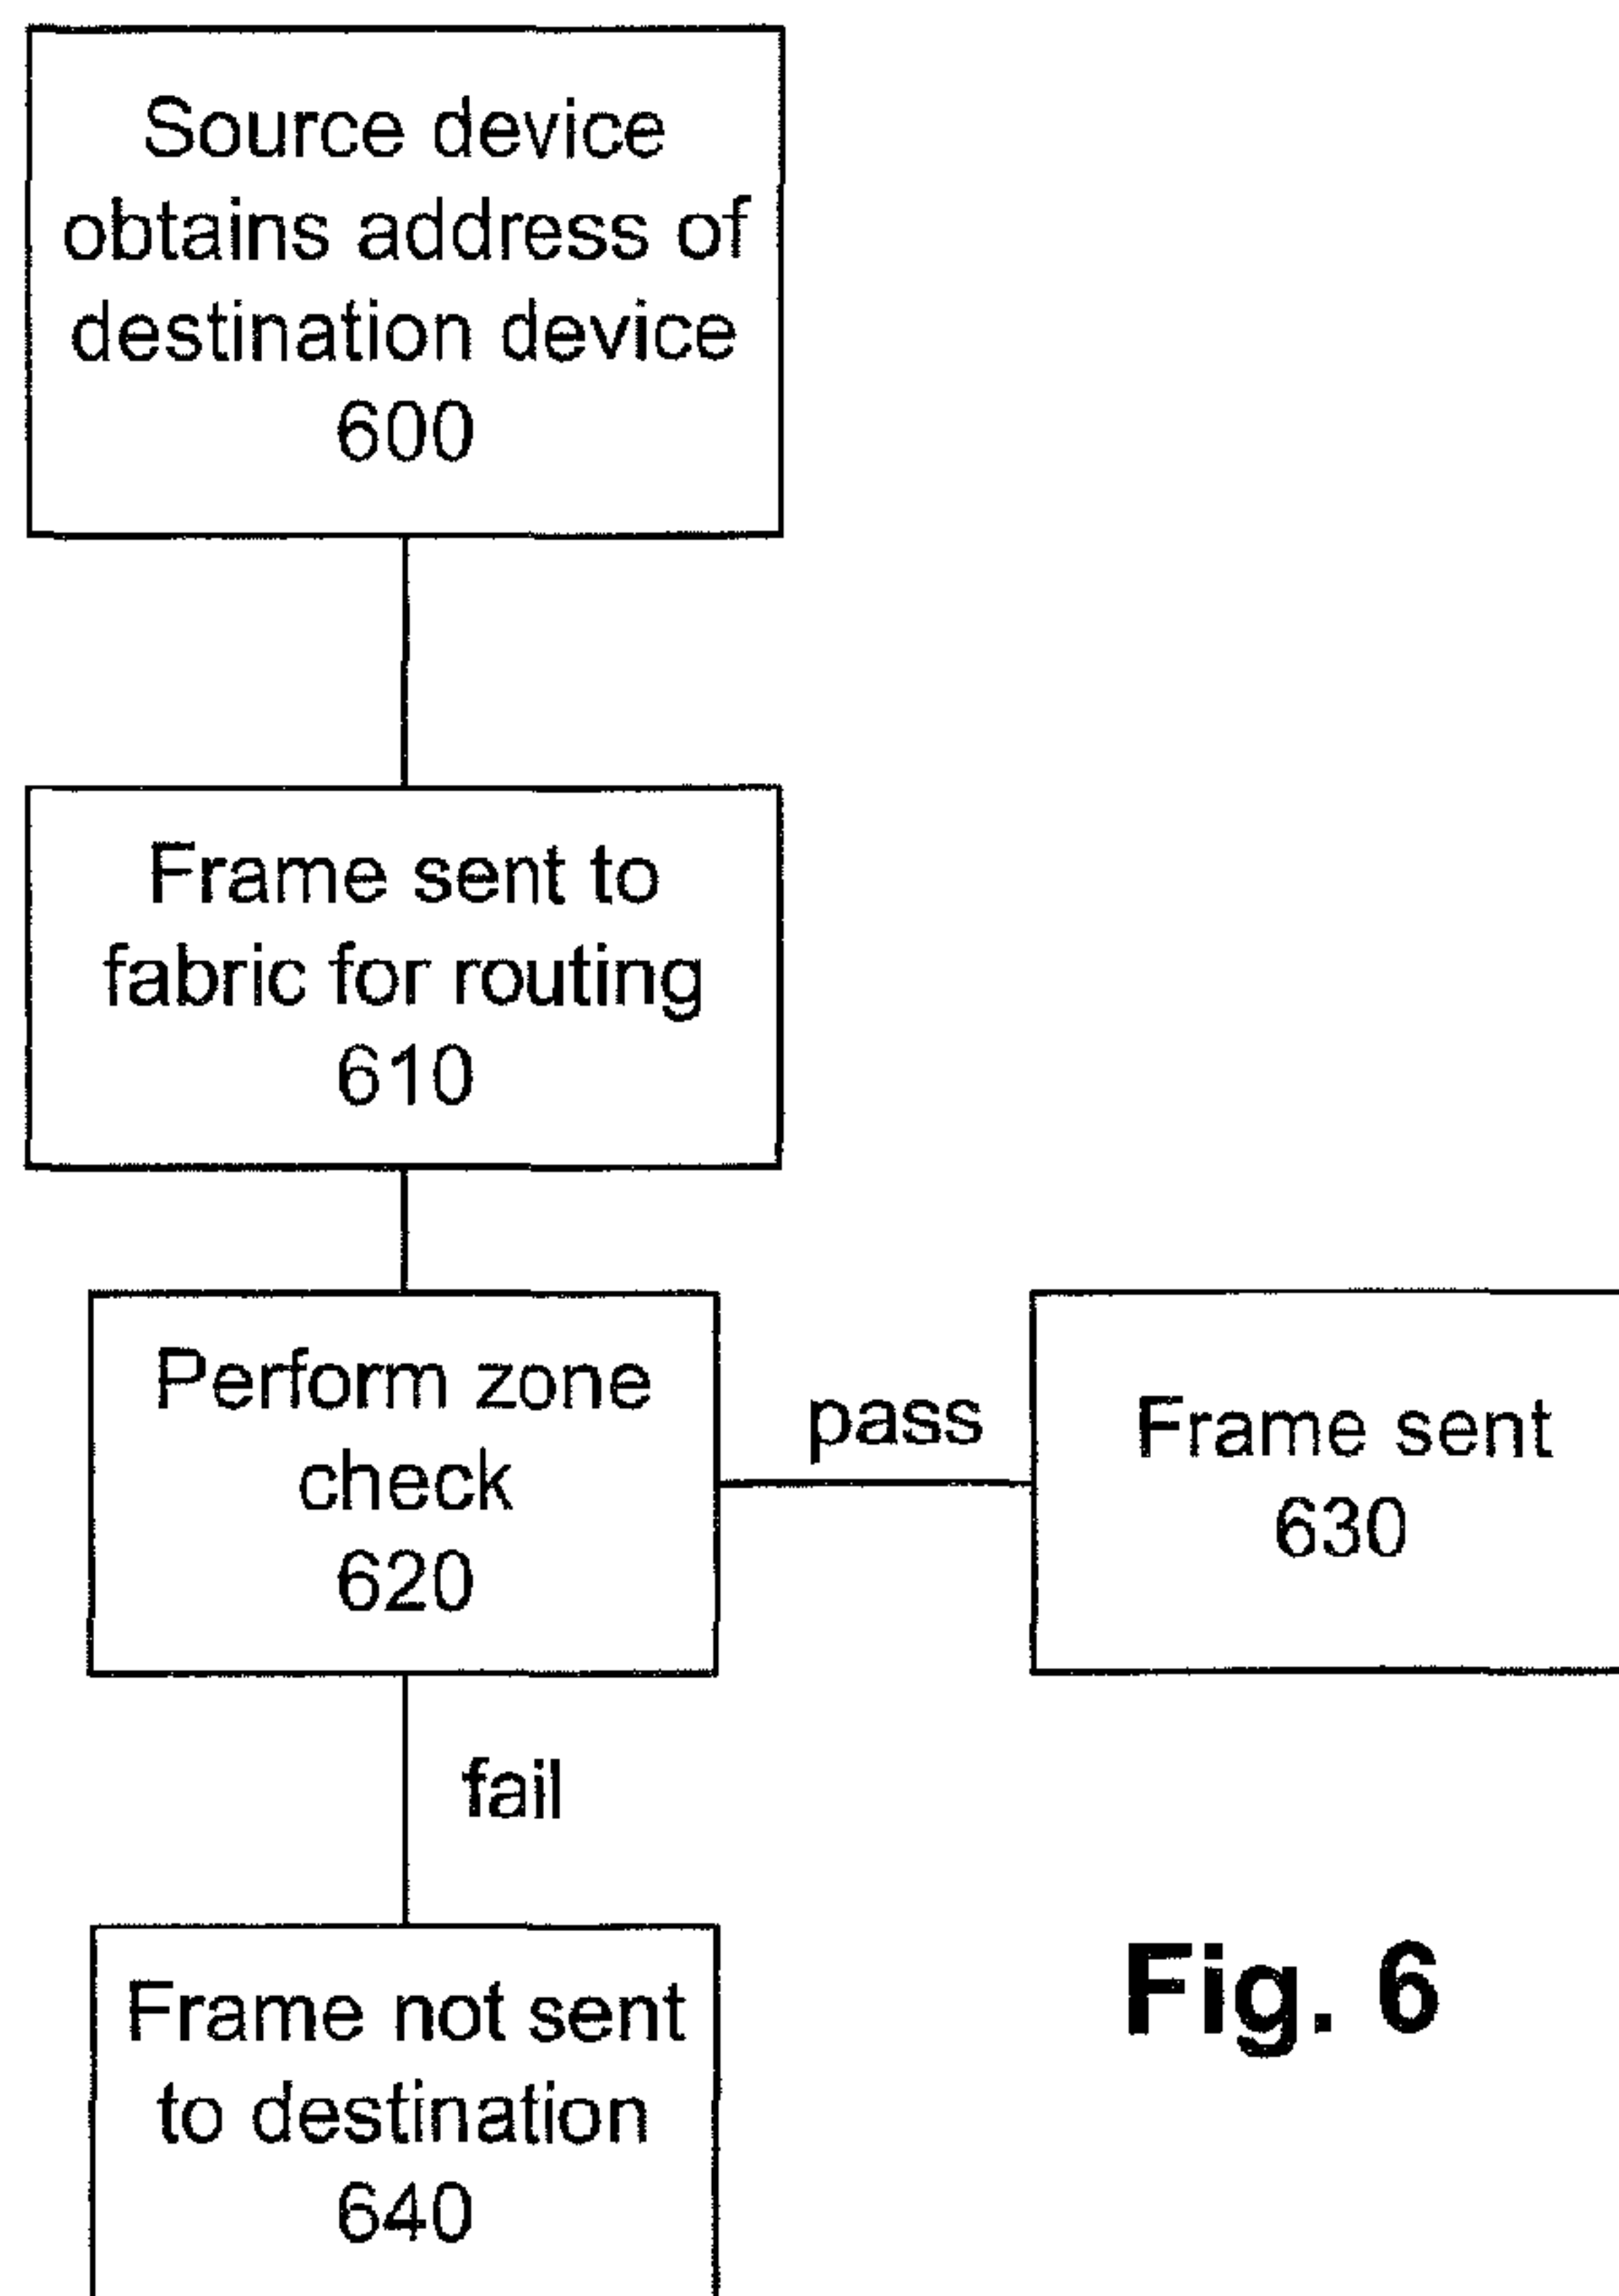 Source device
obtains address of
destination device
600
Frame sent to
fabric for routing
610
Perform zone
check
620
pass
Frame sent
630
fail
Frame not sent
to destination
640
Fig. 6